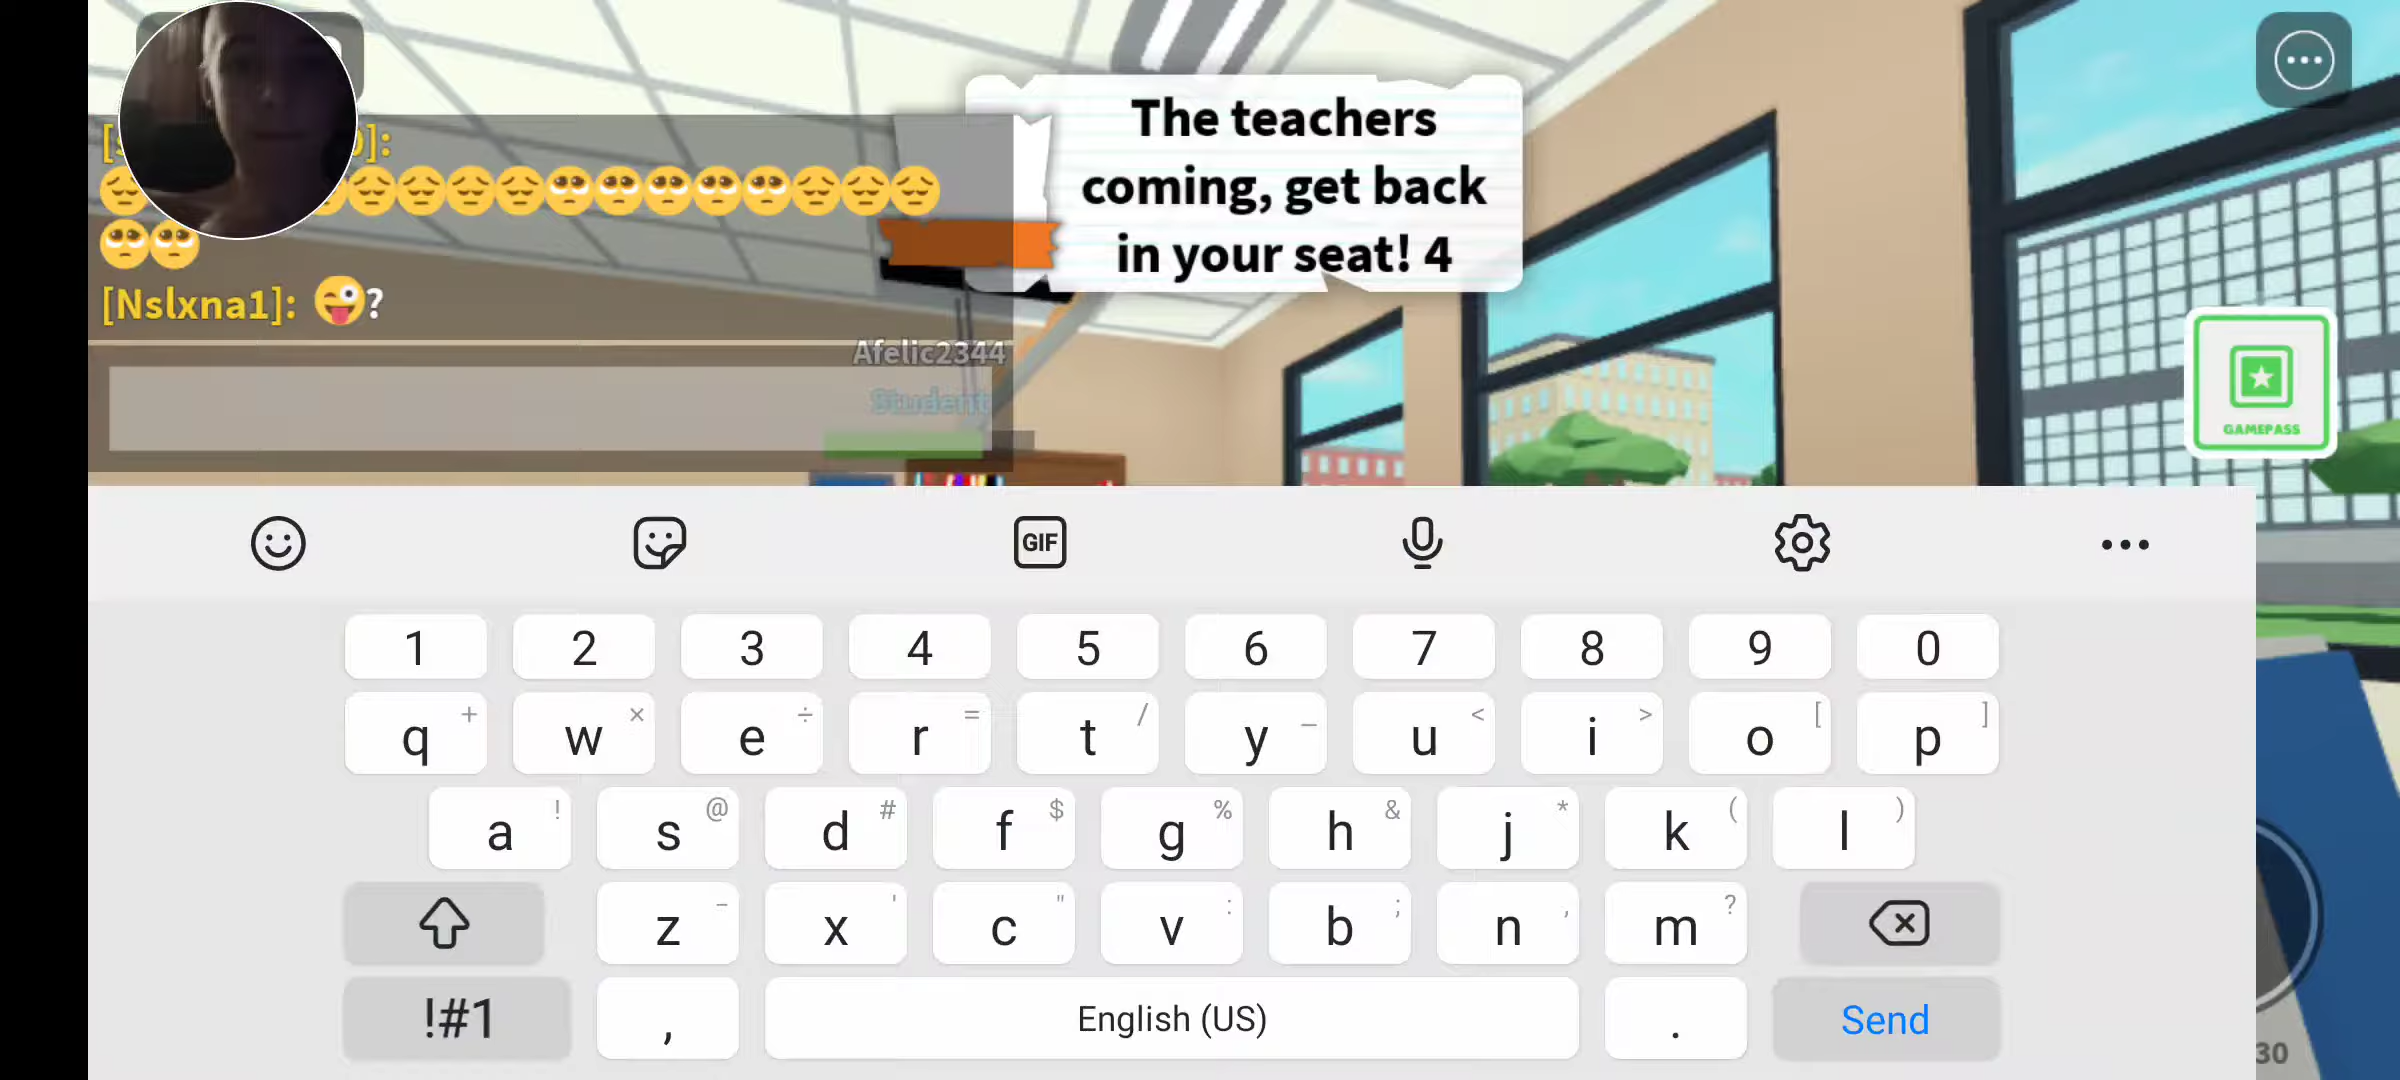 The teachers
coming, get back
in your seat! 4
]:
😔😔😔😔😔🥺🥺🥺🥺🥺😔😔😔
🥺🥺
[Nslxna1]: 😜?
Afelic2344
Student
GAMEPASS
GIF
1 2 3 4 5 6 7 8 9 0
q + w × e ÷ r = t / y _ u < i > o [ p ]
a ! s @ d # f $ g % h & j * k ( l )
z - x ' c " v : b ; n , m ?
!#1 , English (US) . Send
30